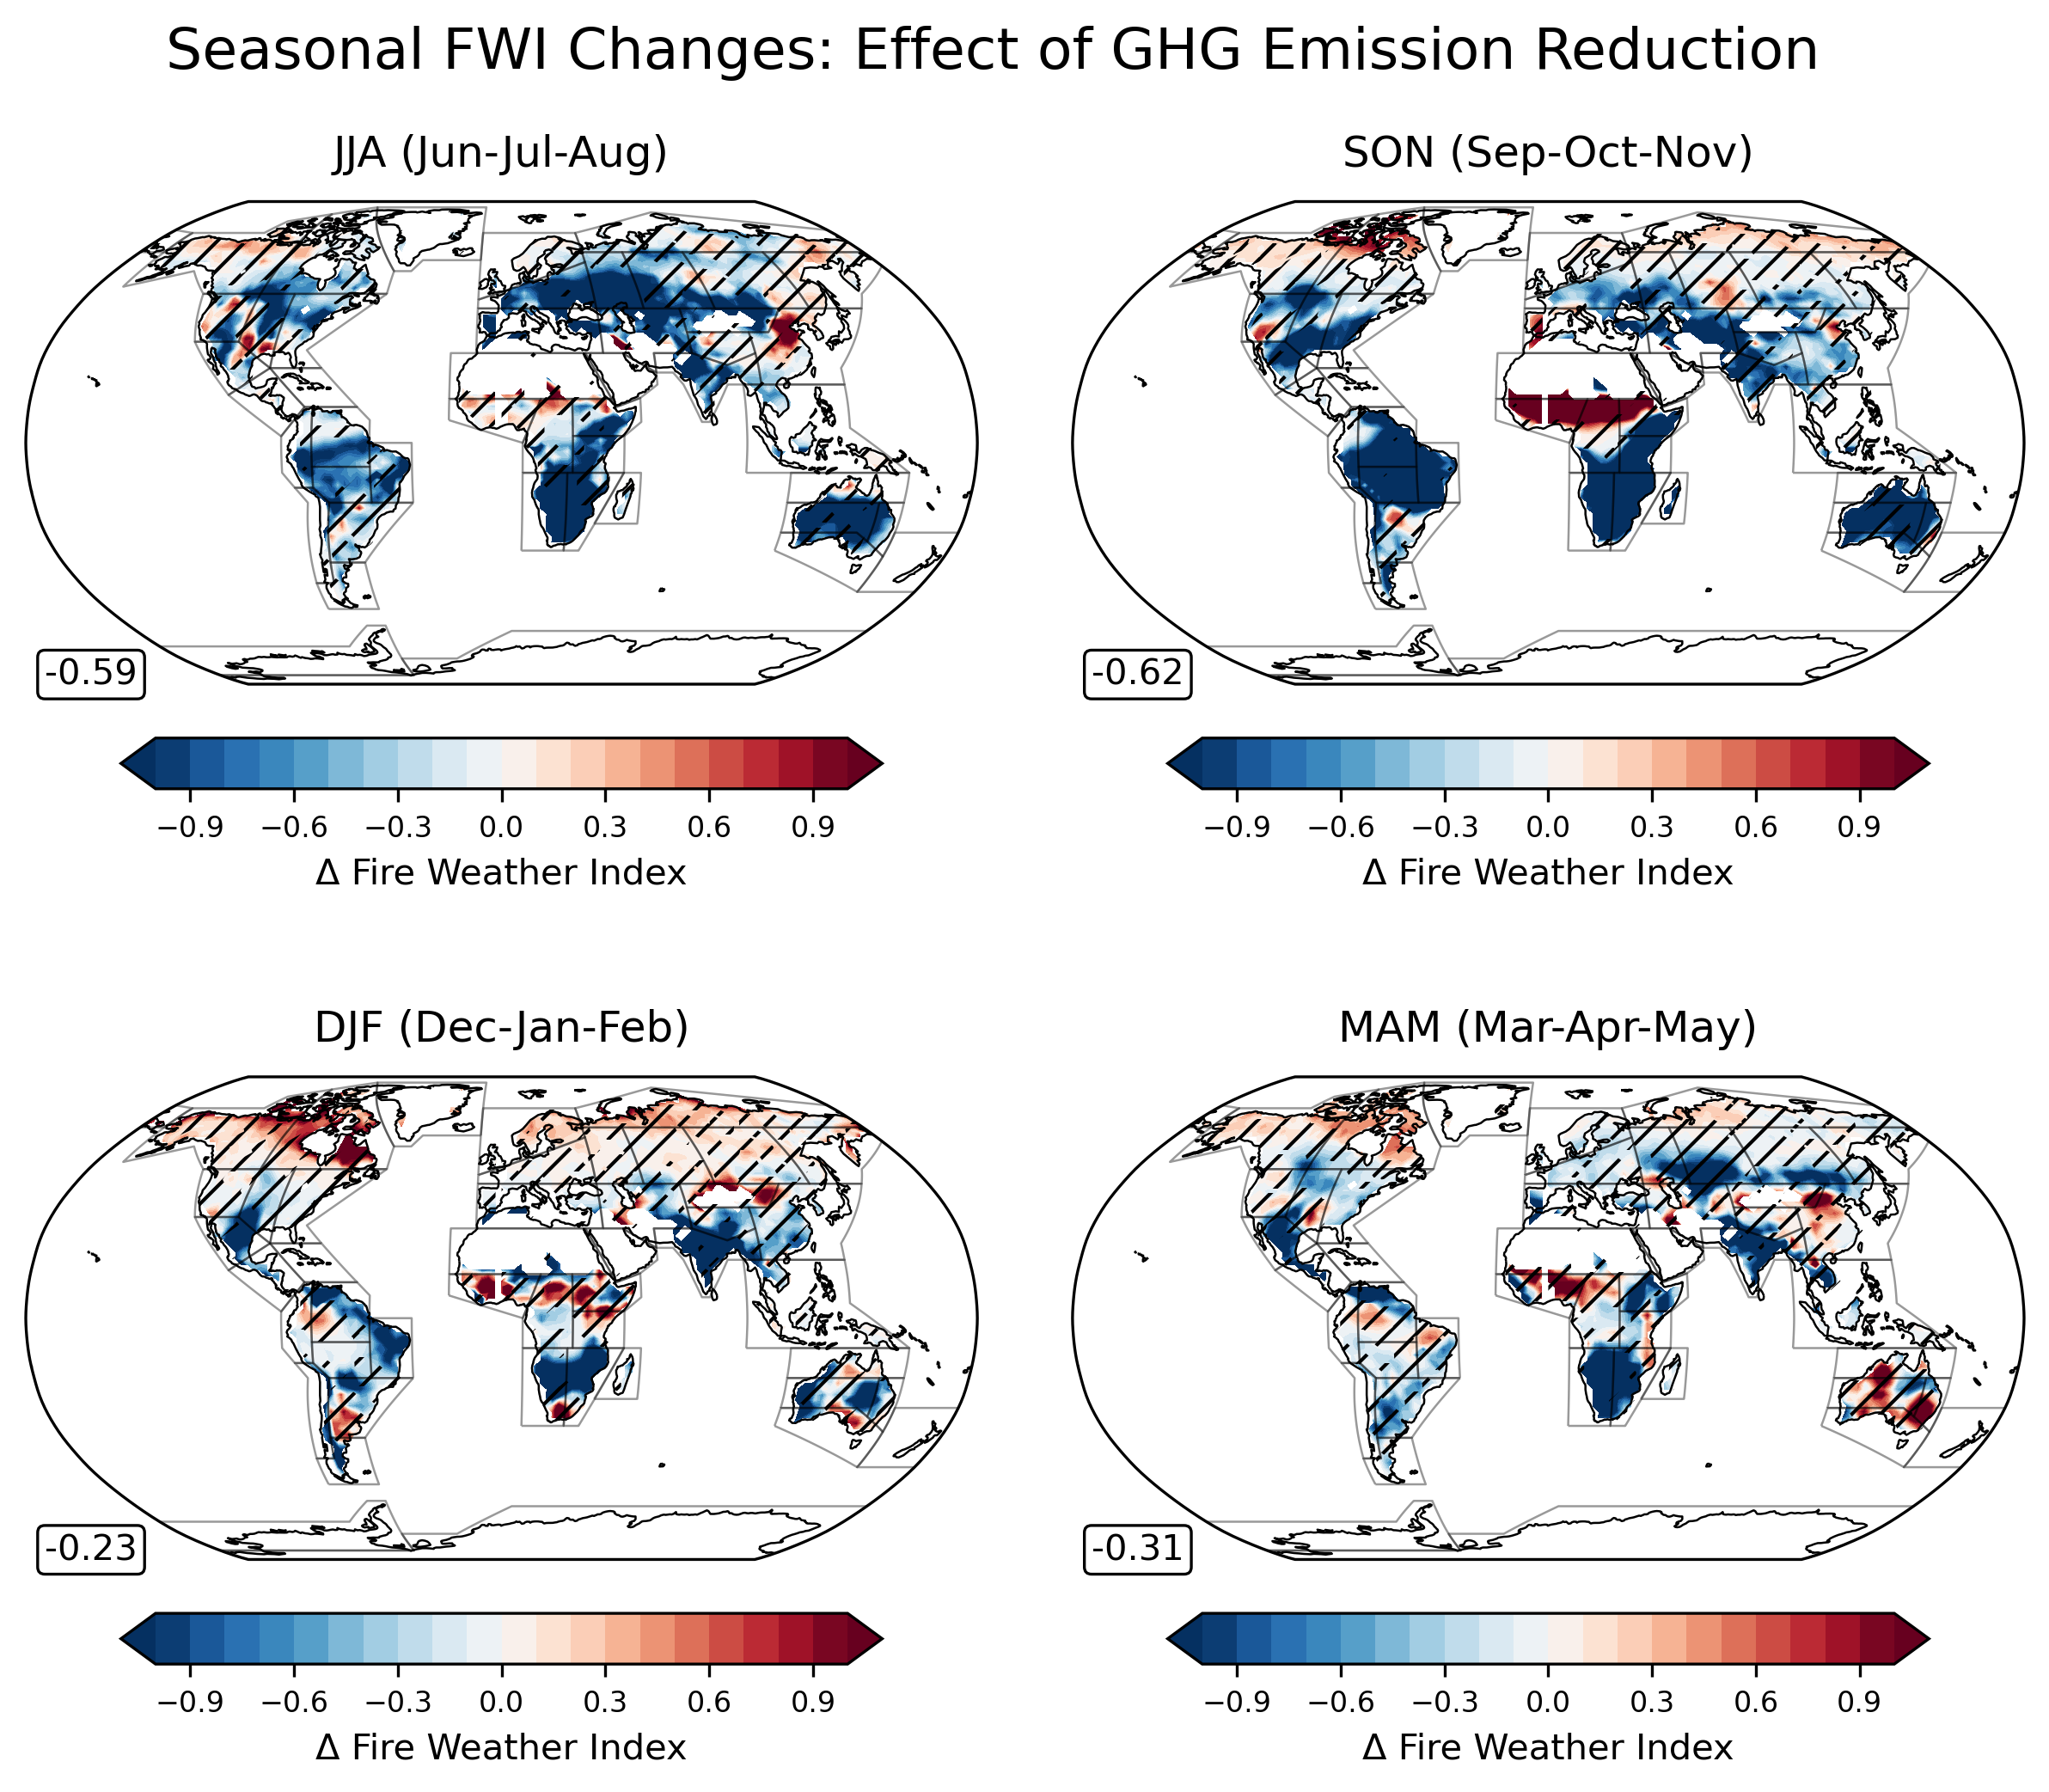 Seasonal FWI Changes: Effect of GHG Emission Reduction
JJA (Jun-Jul-Aug)
-0.59
−0.9 −0.6 −0.3 0.0 0.3 0.6 0.9
Δ Fire Weather Index
SON (Sep-Oct-Nov)
-0.62
−0.9 −0.6 −0.3 0.0 0.3 0.6 0.9
Δ Fire Weather Index
DJF (Dec-Jan-Feb)
-0.23
−0.9 −0.6 −0.3 0.0 0.3 0.6 0.9
Δ Fire Weather Index
MAM (Mar-Apr-May)
-0.31
−0.9 −0.6 −0.3 0.0 0.3 0.6 0.9
Δ Fire Weather Index